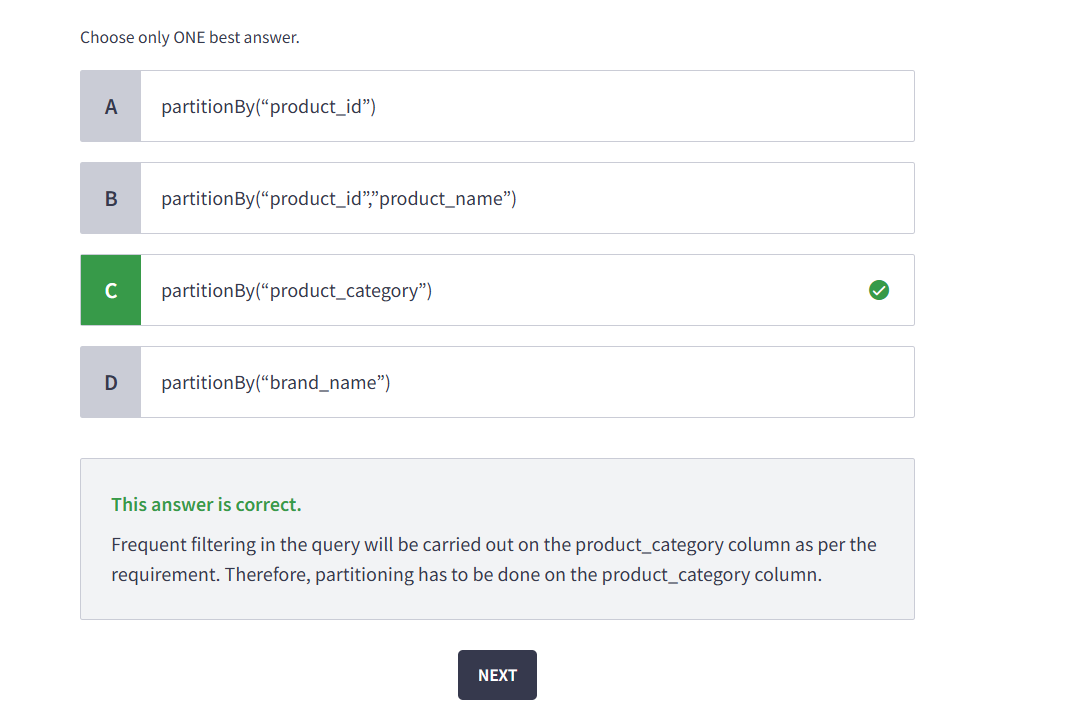 Choose only ONE best answer.
A
partitionBy(“product_id”)
B
partitionBy(“product_id”,”product_name”)
C
partitionBy(“product_category”)
D
partitionBy(“brand_name”)
This answer is correct.
Frequent filtering in the query will be carried out on the product_category column as per the
requirement. Therefore, partitioning has to be done on the product_category column.
NEXT